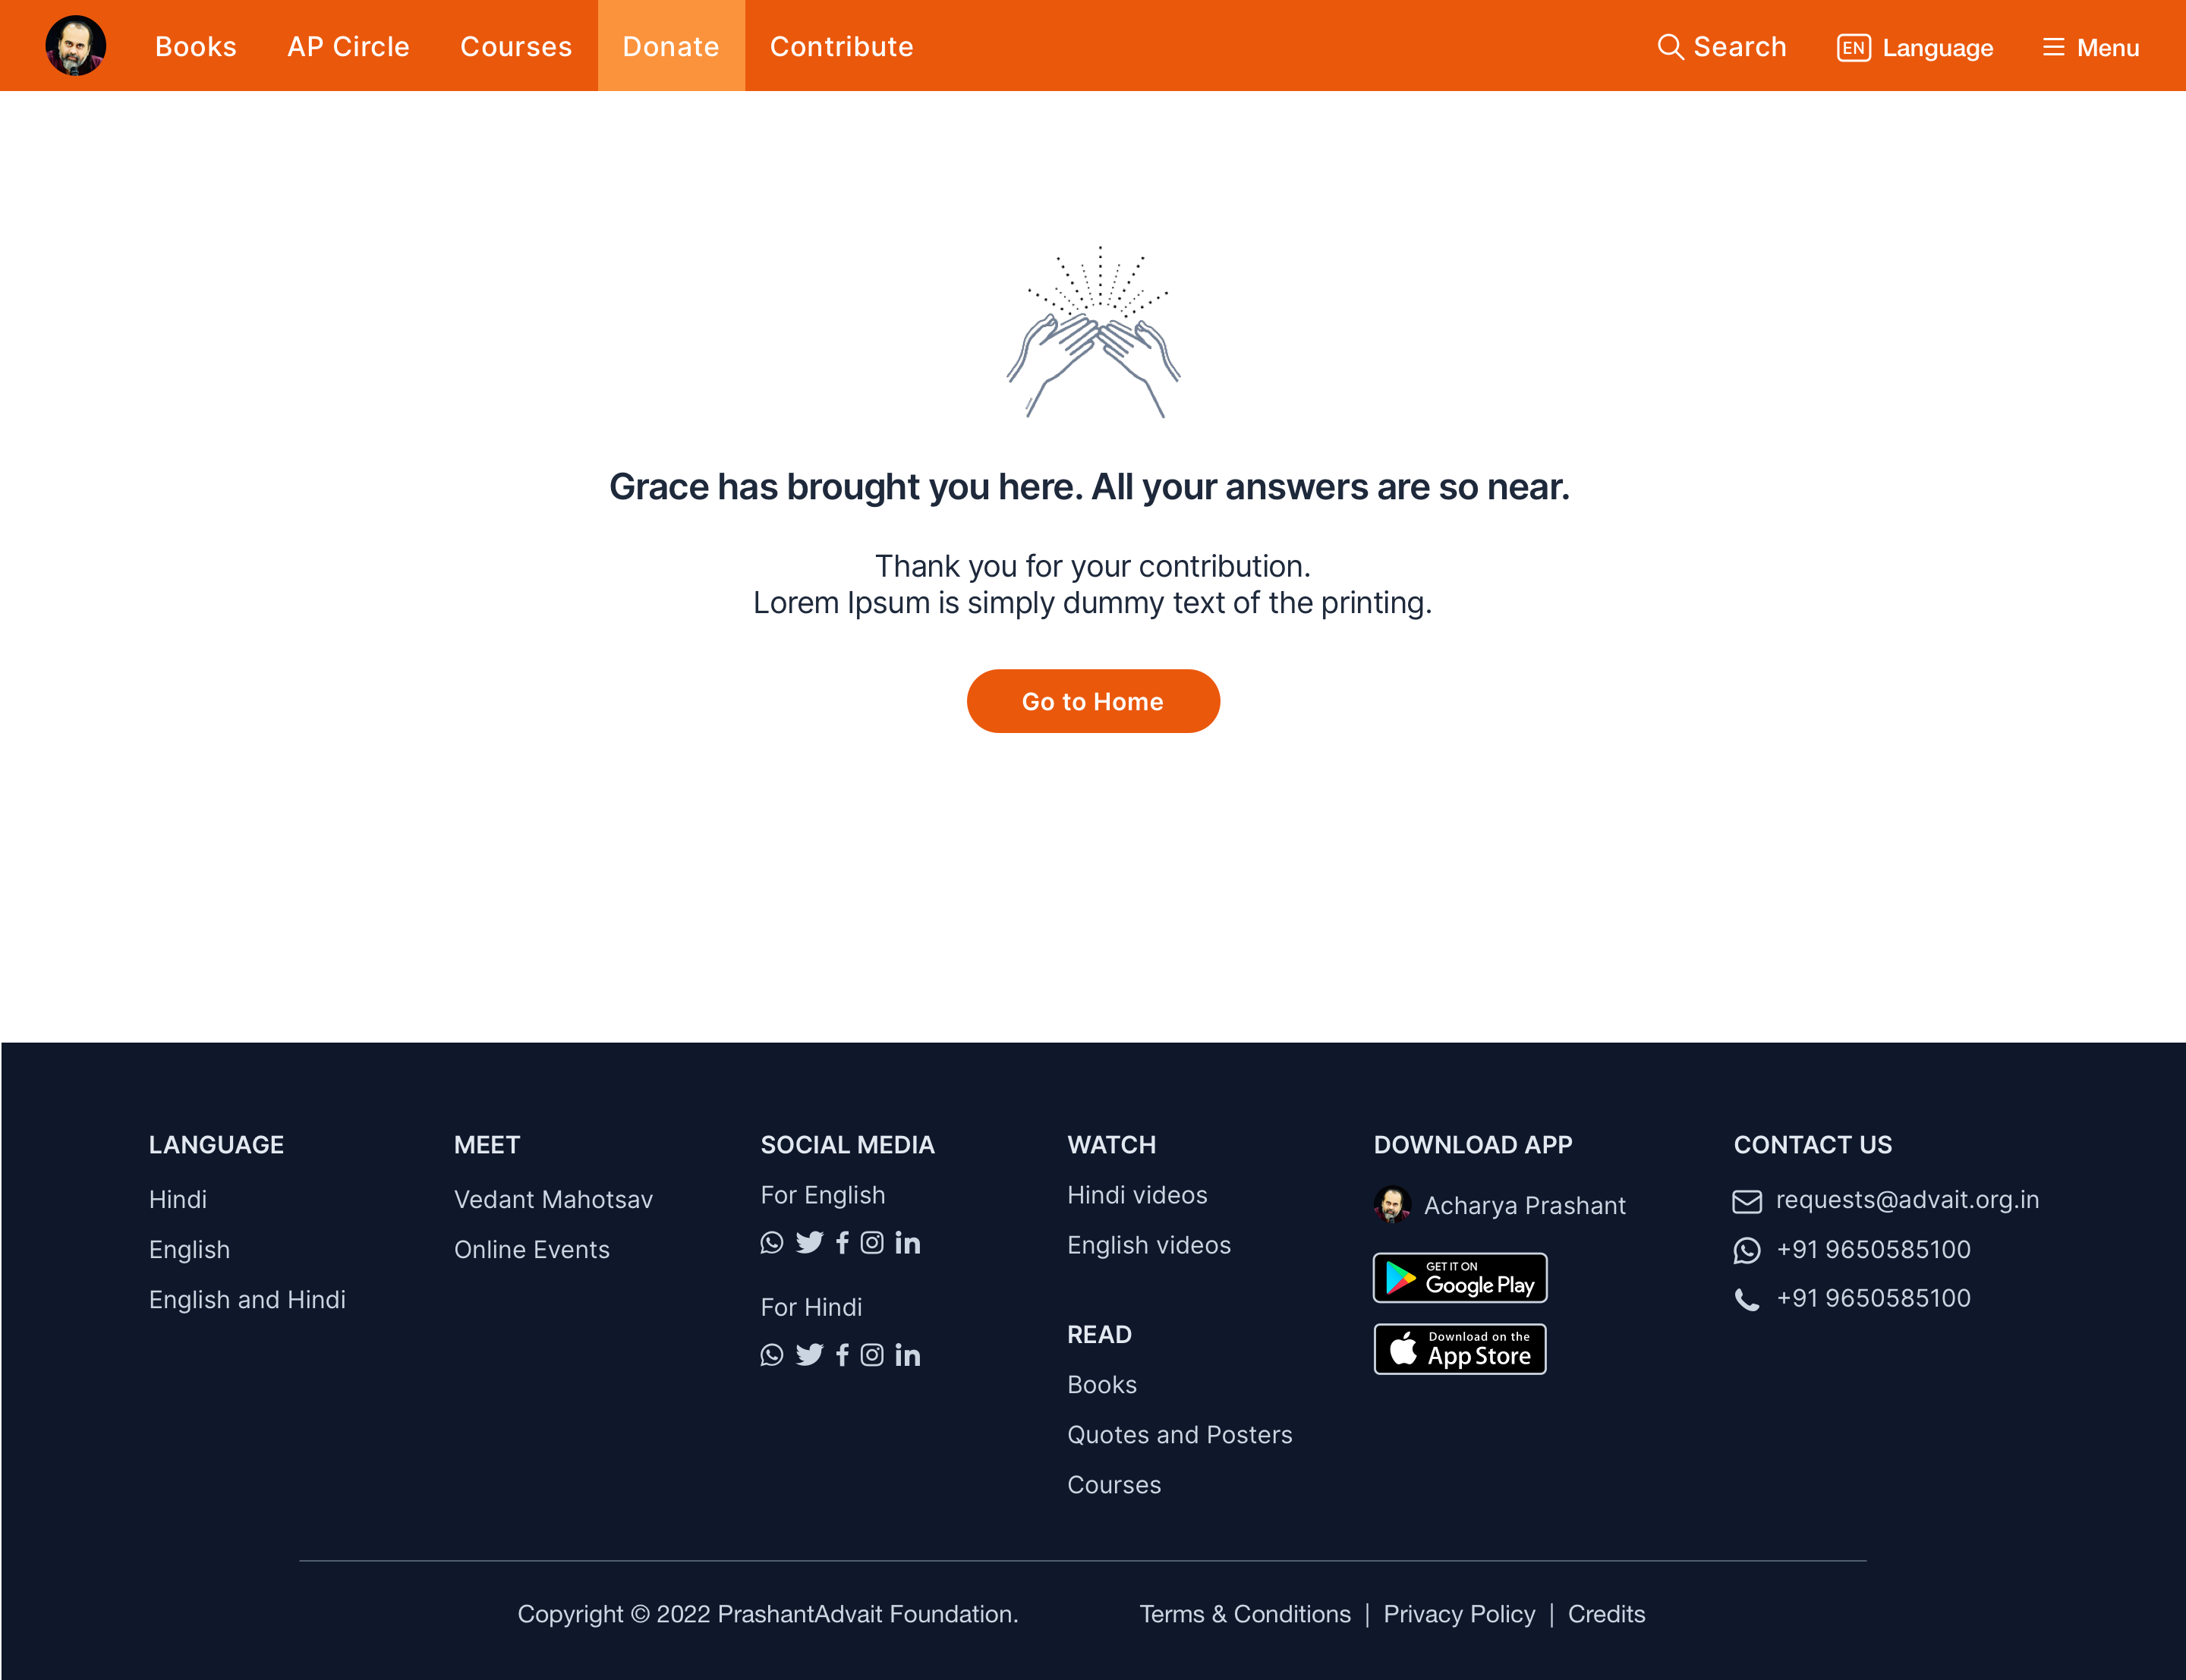 Books AP Circle Courses Donate Contribute Search EN Language Menu
Grace has brought you here. All your answers are so near.
Thank you for your contribution.
Lorem Ipsum is simply dummy text of the printing.
Go to Home
LANGUAGE
Hindi
English
English and Hindi
MEET
Vedant Mahotsav
Online Events
SOCIAL MEDIA
For English
For Hindi
WATCH
Hindi videos
English videos
READ
Books
Quotes and Posters
Courses
DOWNLOAD APP
Acharya Prashant
GET IT ON
Google Play
Download on the
App Store
CONTACT US
requests@advait.org.in
+91 9650585100
+91 9650585100
Copyright © 2022 PrashantAdvait Foundation. Terms & Conditions | Privacy Policy | Credits